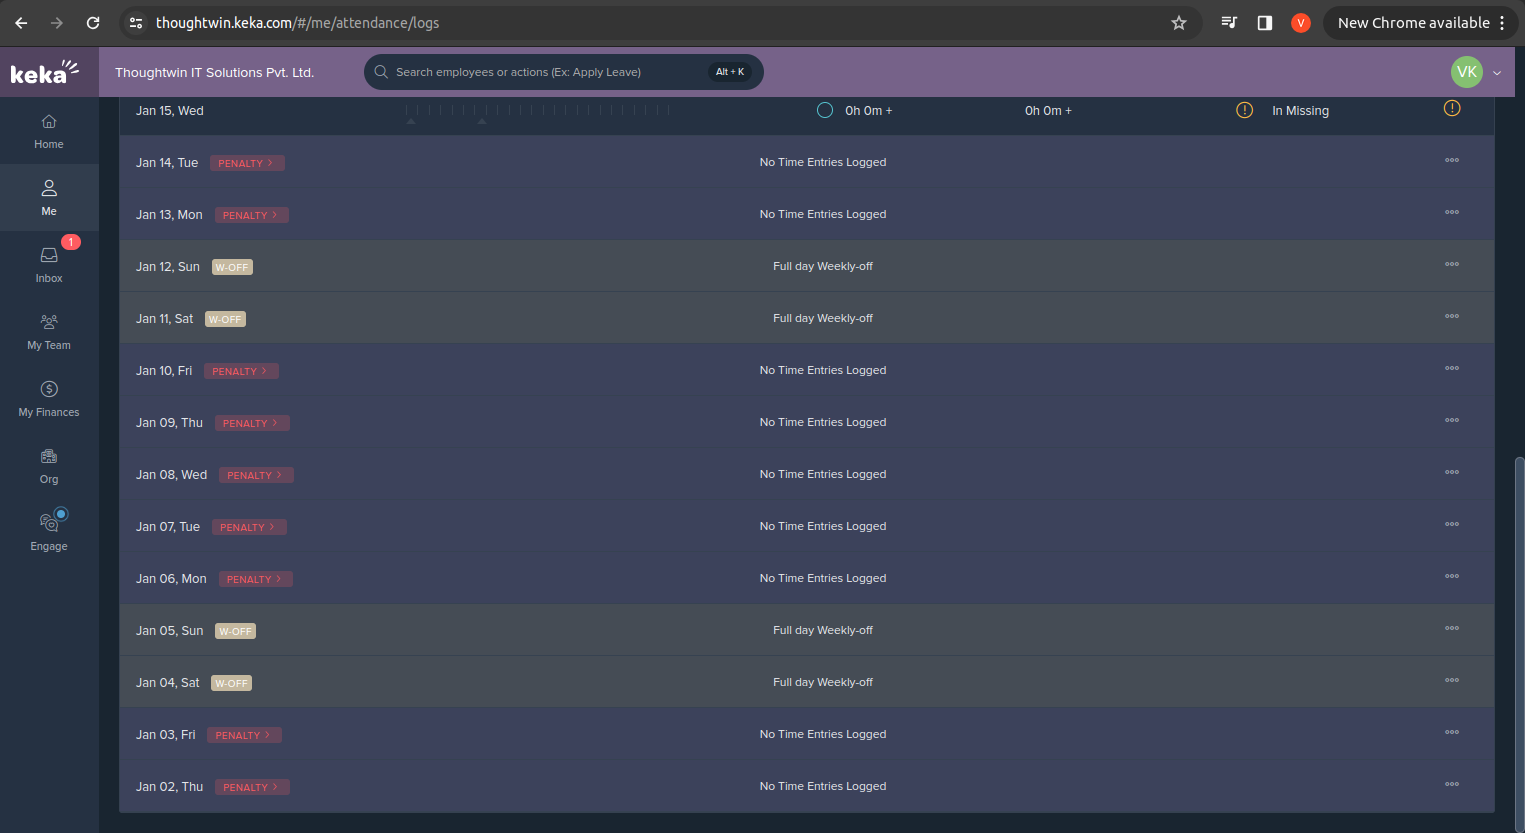 thoughtwin.keka.com/#/me/attendance/logs
V
New Chrome available
keka
Thoughtwin IT Solutions Pvt. Ltd.
Search employees or actions (Ex: Apply Leave)
Alt + K
VK
Home
Me
1
Inbox
My Team
My Finances
Org
Engage
Jan 15, Wed 0h 0m + 0h 0m + In Missing
Jan 14, Tue PENALTY No Time Entries Logged
Jan 13, Mon PENALTY No Time Entries Logged
Jan 12, Sun W-OFF Full day Weekly-off
Jan 11, Sat W-OFF Full day Weekly-off
Jan 10, Fri PENALTY No Time Entries Logged
Jan 09, Thu PENALTY No Time Entries Logged
Jan 08, Wed PENALTY No Time Entries Logged
Jan 07, Tue PENALTY No Time Entries Logged
Jan 06, Mon PENALTY No Time Entries Logged
Jan 05, Sun W-OFF Full day Weekly-off
Jan 04, Sat W-OFF Full day Weekly-off
Jan 03, Fri PENALTY No Time Entries Logged
Jan 02, Thu PENALTY No Time Entries Logged